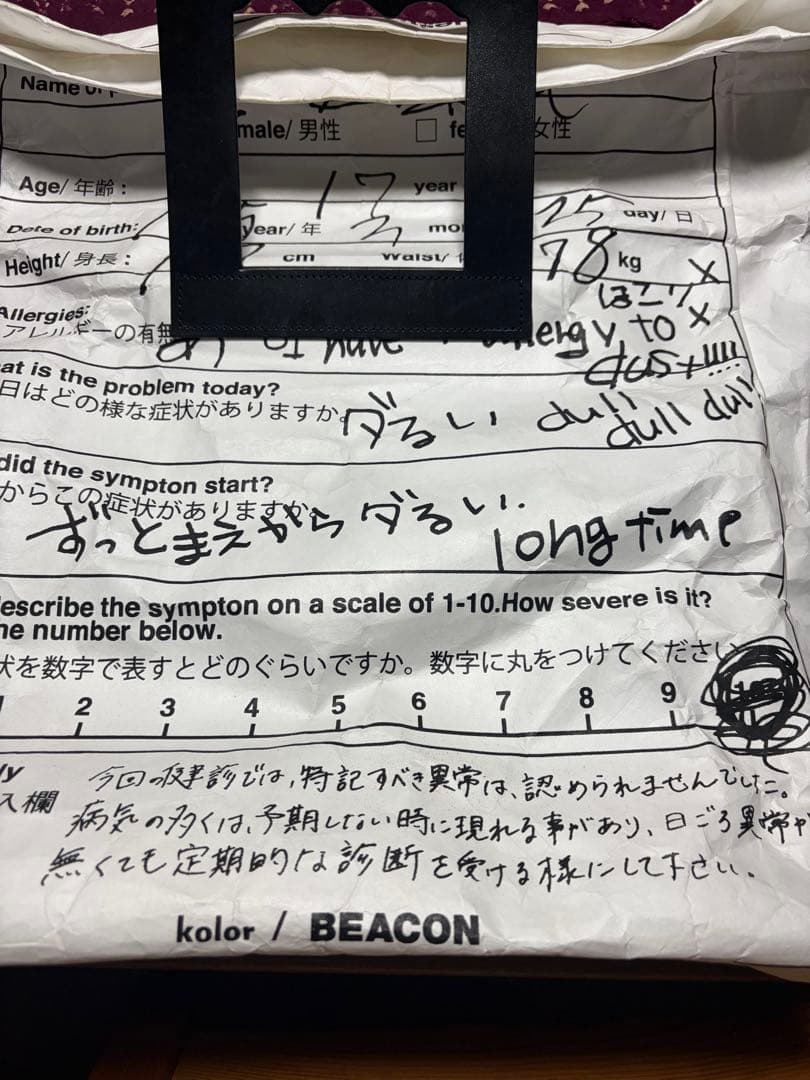 Name of
male/ 男性 □ fe 女性
Age/ 年齢: 17 year
Date of birth: year/ 年 3 mo 25 day/ 日
Height/ 身長: cm Waist/ 78 kg
Allergies: ほこり x
アレルギーの有無 I have allergy to x
dust!!!!
at is the problem today?
日はどの様な症状がありますか。 ダるい dull
dull dull
did the sympton start?
からこの症状がありますか。
ずっとまえから ダるい. long time
escribe the sympton on a scale of 1-10.How severe is it?
he number below.
状を数字で表すとどのぐらいですか。数字に丸をつけてください
2 3 4 5 6 7 8 9
ly 今回の健診では、特記すべき異常は、認められませんでした。
入欄 病気の多くは、予期しない時に現れる事があり、日ごろ異常が
無くても定期的な診断を受ける様にして下さい。
kolor / BEACON